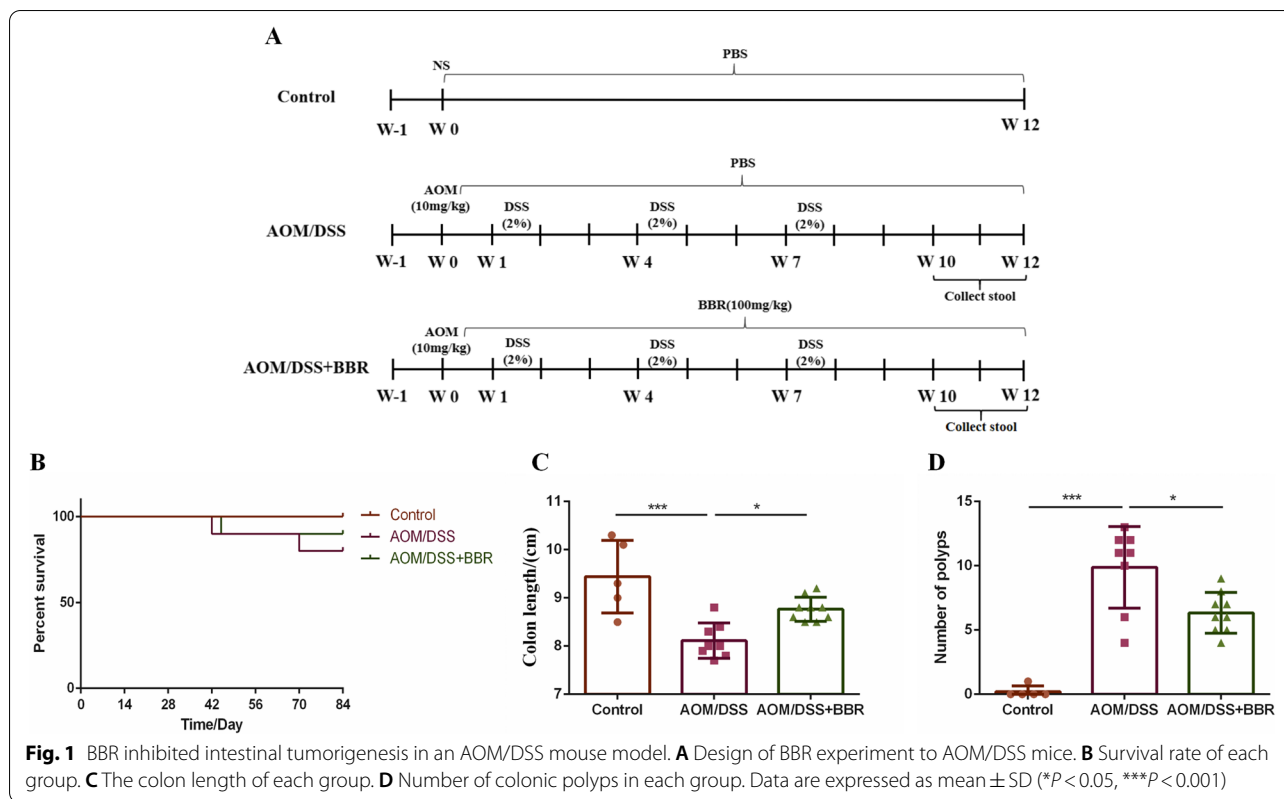 A
NS
PBS
Control
W-1 W 0 W 12
PBS
AOM
(10mg/kg)
DSS
(2%)
DSS
(2%)
DSS
(2%)
AOM/DSS
W-1 W 0 W 1 W 4 W 7 W 10 W 12
Collect stool
BBR(100mg/kg)
AOM
(10mg/kg)
DSS
(2%)
DSS
(2%)
DSS
(2%)
AOM/DSS+BBR
W-1 W 0 W 1 W 4 W 7 W 10 W 12
Collect stool
B
Percent survival
100
50
0
0 14 28 42 56 70 84
Time/Day
Control
AOM/DSS
AOM/DSS+BBR
C
Colon length/(cm)
11
10
9
8
7
*** *
Control AOM/DSS AOM/DSS+BBR
D
Number of polyps
15
10
5
0
*** *
Control AOM/DSS AOM/DSS+BBR
Fig. 1 BBR inhibited intestinal tumorigenesis in an AOM/DSS mouse model. A Design of BBR experiment to AOM/DSS mice. B Survival rate of each
group. C The colon length of each group. D Number of colonic polyps in each group. Data are expressed as mean ± SD (*P < 0.05, ***P < 0.001)